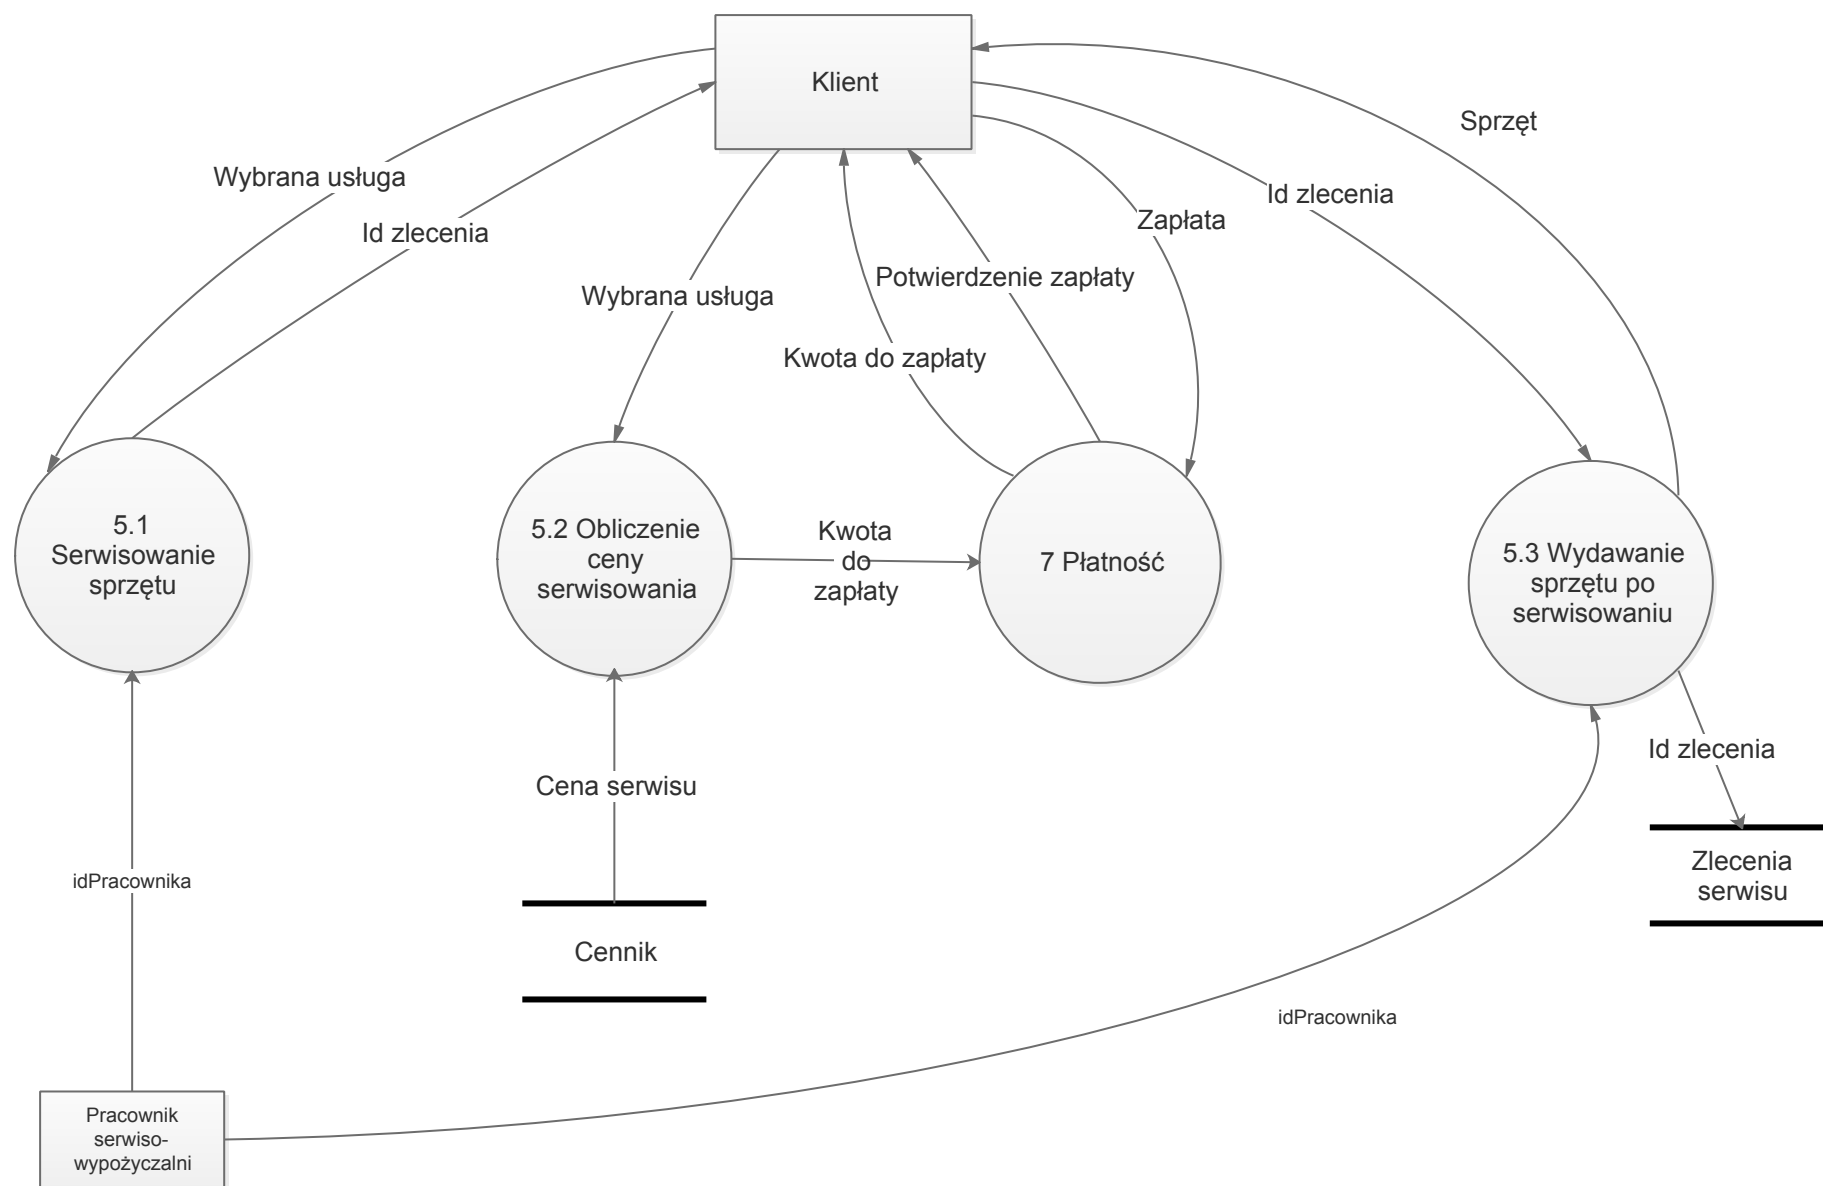 Klient
Sprzęt
Wybrana usługa
Id zlecenia
Zapłata
Id zlecenia
Potwierdzenie zapłaty
Wybrana usługa
Kwota do zapłaty
5.1
Serwisowanie
sprzętu
5.2 Obliczenie
ceny
serwisowania
Kwota
do
zapłaty
7 Płatność
5.3 Wydawanie
sprzętu po
serwisowaniu
Id zlecenia
Cena serwisu
Zlecenia
serwisu
idPracownika
Cennik
idPracownika
Pracownik
serwiso-
wypożyczalni